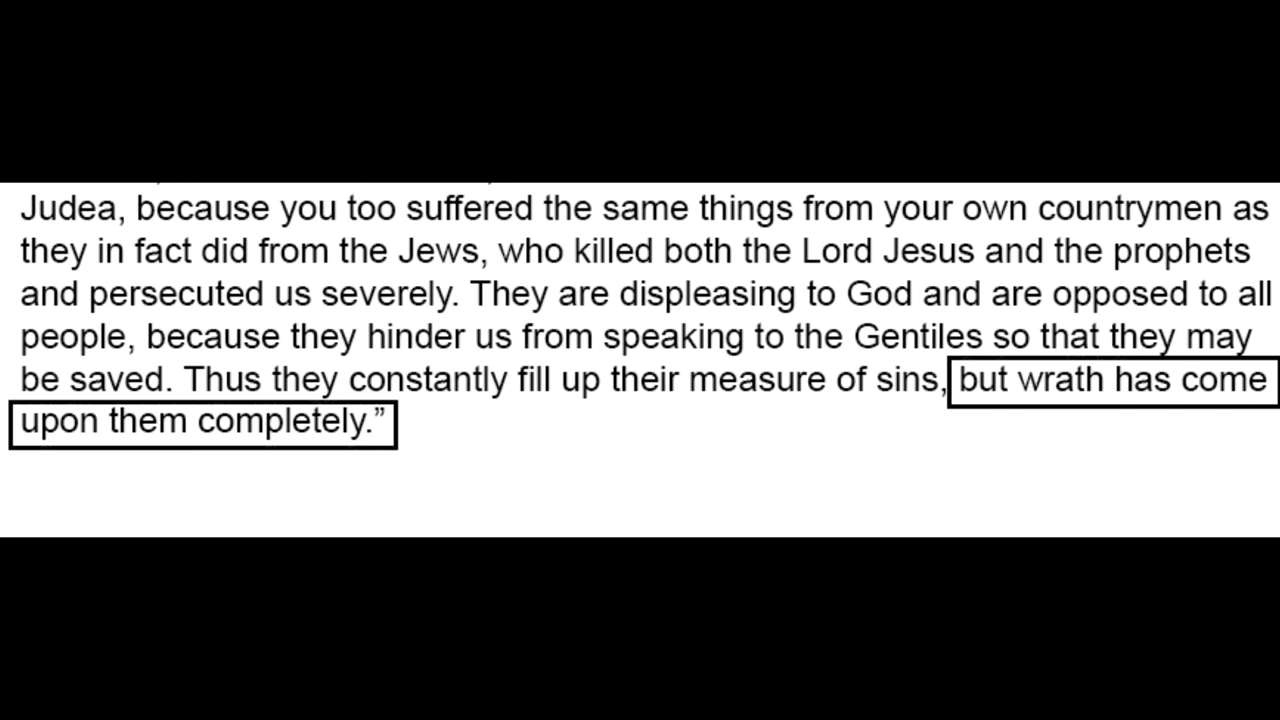 Judea, because you too suffered the same things from your own countrymen as
they in fact did from the Jews, who killed both the Lord Jesus and the prophets
and persecuted us severely. They are displeasing to God and are opposed to all
people, because they hinder us from speaking to the Gentiles so that they may
be saved. Thus they constantly fill up their measure of sins, but wrath has come
upon them completely.”